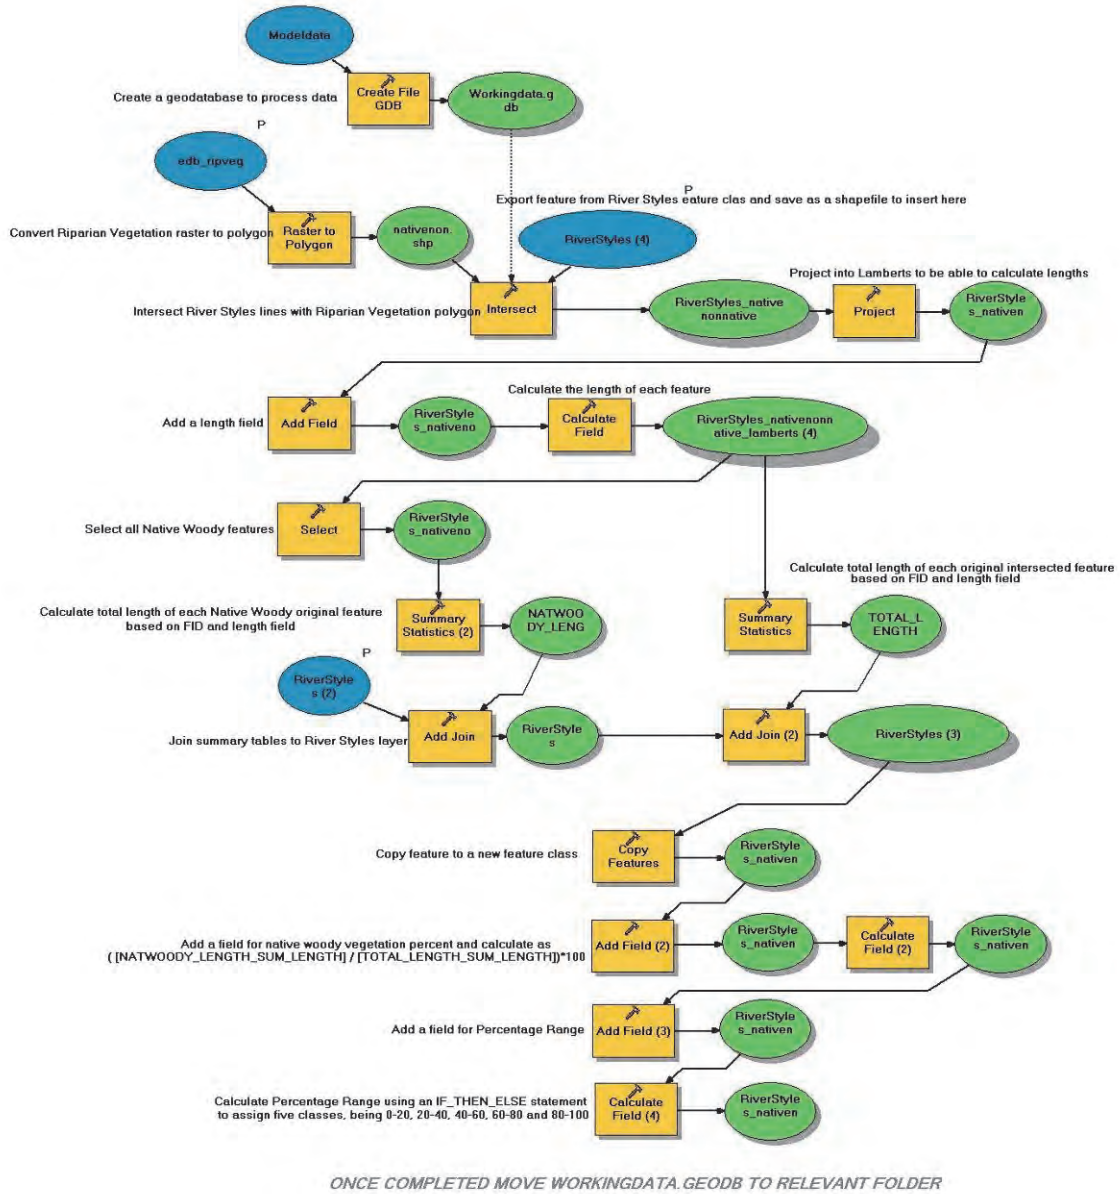 Modeldata
Create a geodatabase to process data
Create File
GDB
Workingdata.g
db
P
edb_ripveg
Convert Riparian Vegetation raster to polygon
Raster to
Polygon
nativenon.
shp
P
Export feature from River Styles eature clas and save as a shapefile to insert here
RiverStyles (4)
Intersect River Styles lines with Riparian Vegetation polygon
Intersect
RiverStyles_native
nonnative
Project into Lamberts to be able to calculate lengths
Project
RiverStyle
s_nativen
Add a length field
Add Field
RiverStyle
s_nativeno
Calculate the length of each feature
Calculate
Field
RiverStyles_nativenonn
ative_lamberts (4)
Select all Native Woody features
Select
RiverStyle
s_nativeno
Calculate total length of each Native Woody original feature
based on FID and length field
Summary
Statistics (2)
NATWOO
DY_LENG
Calculate total length of each original intersected feature
based on FID and length field
Summary
Statistics
TOTAL_L
ENGTH
P
RiverStyle
s (2)
Join summary tables to River Styles layer
Add Join
RiverStyle
s
Add Join (2)
RiverStyles (3)
Copy feature to a new feature class
Copy
Features
RiverStyle
s_nativen
Add a field for native woody vegetation percent and calculate as
( [NATWOODY_LENGTH_SUM_LENGTH] / [TOTAL_LENGTH_SUM_LENGTH])*100
Add Field (2)
RiverStyle
s_nativen
Calculate
Field (2)
RiverStyle
s_nativen
Add a field for Percentage Range
Add Field (3)
RiverStyle
s_nativen
Calculate Percentage Range using an IF_THEN_ELSE statement
to assign five classes, being 0-20, 20-40, 40-60, 60-80 and 80-100
Calculate
Field (4)
RiverStyle
s_nativen
ONCE COMPLETED MOVE WORKINGDATA.GEODB TO RELEVANT FOLDER